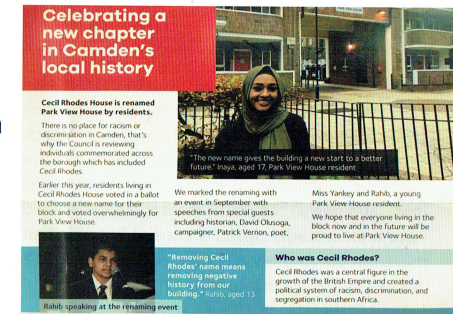 Celebrating a
new chapter
in Camden's
local history
Cecil Rhodes House is renamed
Park View House by residents.
There is no place for racism or
discrimination in Camden, that's
why the Council is reviewing
individuals commemorated across
the borough which has included
Cecil Rhodes.
Earlier this year, residents living in
Cecil Rhodes House voted in a ballot
to choose a new name for their
block and voted overwhelmingly for
Park View House.
"The new name gives the building a new start to a better
future." Inaya, aged 17, Park View House resident
We marked the renaming with
an event in September with
speeches from special guests
including historian, David Olusoga,
campaigner, Patrick Vernon, poet,
Miss Yankey and Rahib, a young
Park View House resident.
We hope that everyone living in the
block now and in the future will be
proud to live at Park View House.
Rahib speaking at the renaming event
"Removing Cecil
Rhodes' name means
removing negative
history from our
building." Rahib, aged 13
Who was Cecil Rhodes?
Cecil Rhodes was a central figure in the
growth of the British Empire and created a
political system of racism, discrimination, and
segregation in southern Africa.